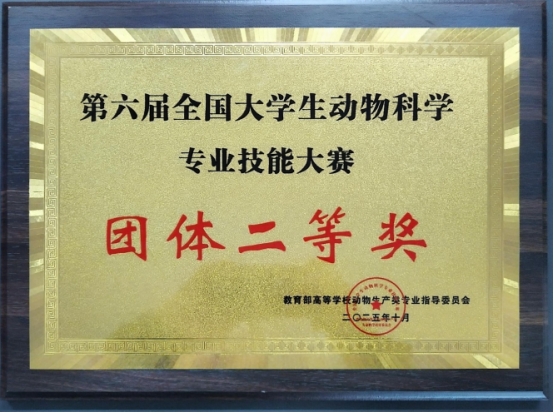 第六届全国大学生动物科学
专业技能大赛
团体二等奖
教育部高等学校动物生产类专业指导委员会
二〇二五年十月